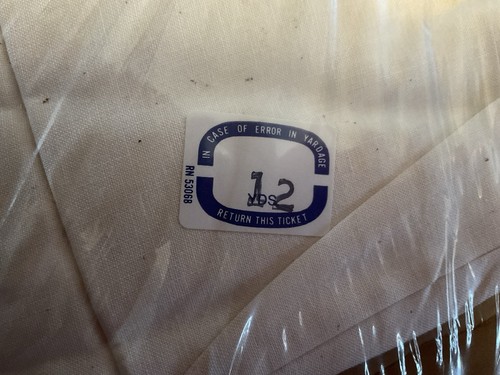 IN CASE OF ERROR IN YARDAGE
12
YDS
RETURN THIS TICKET
RN 53068